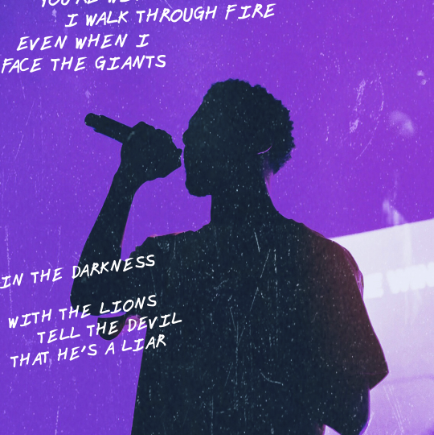 I WALK THROUGH FIRE
EVEN WHEN I
FACE THE GIANTS
IN THE DARKNESS
WITH THE LIONS
TELL THE DEVIL
THAT HE'S A LIAR